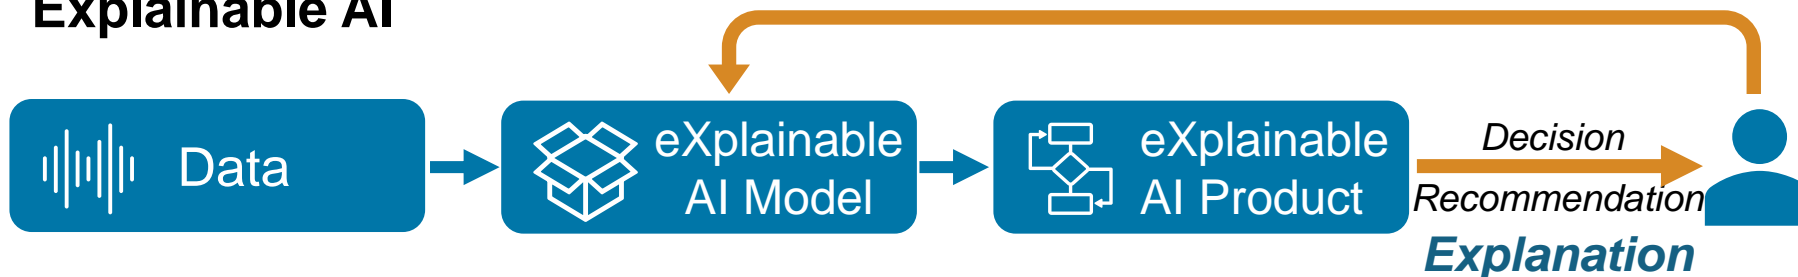 Explainable AI
Data
eXplainable
AI Model
eXplainable
AI Product
Decision
Recommendation
Explanation